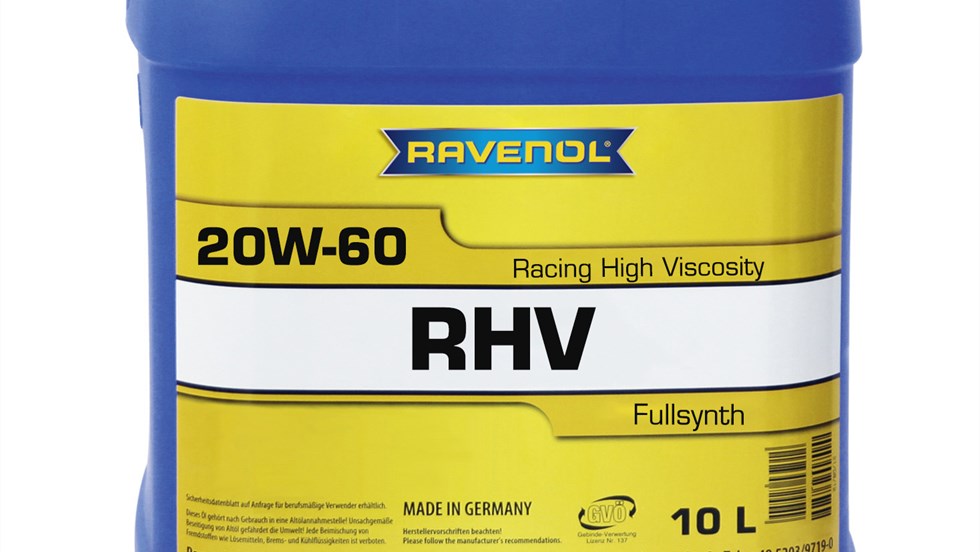 RAVENOL®
20W-60
Racing High Viscosity
RHV
Fullsynth
Sicherheitsdatenblatt auf Anfrage für berufsmäßige Verwender erhältlich.
Dieses Öl gehört nach Gebrauch in eine Altölannahmestelle! Unsachgemäße
Beseitigung von Altöl gefährdet die Umwelt! Jede Beimischung von
Fremdstoffen wie Lösemitteln, Brems- und Kühlflüssigkeiten ist verboten.
MADE IN GERMANY
Herstellervorschriften beachten!
Please follow the manufacturer's recommendations.
GVÖ
Gebinde-Verwertung
Lizenz Nr. 137
10 L